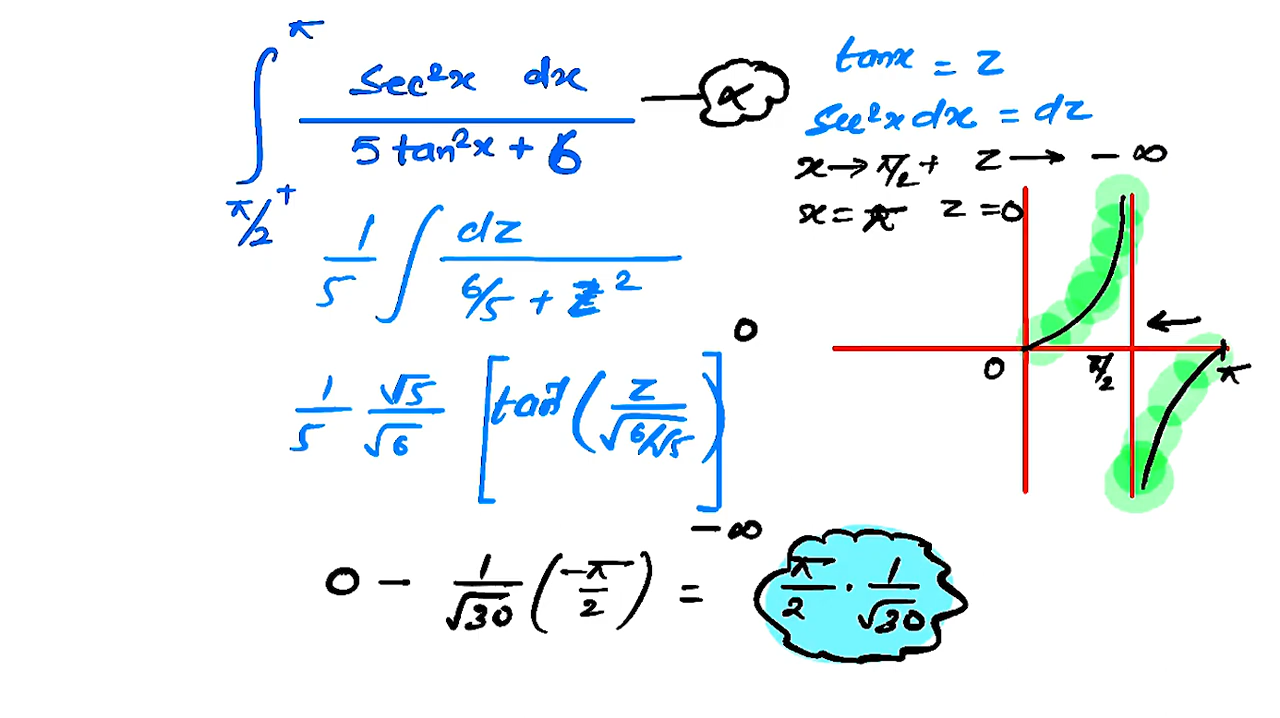 ∫_{π/2⁺}^{π} sec²x dx / (5 tan²x + 6) — ∝
tanx = z
sec²x dx = dz
x → π/2+ z → -∞
x = π z = 0
1/5 ∫ dz / (6/5 + z²)
1/5 √5/√6 [tan⁻¹(z / (√6/√5))]_{-∞}^{0}
0 π/2 π
0 - 1/√30 (-π/2) = π/2 · 1/√30